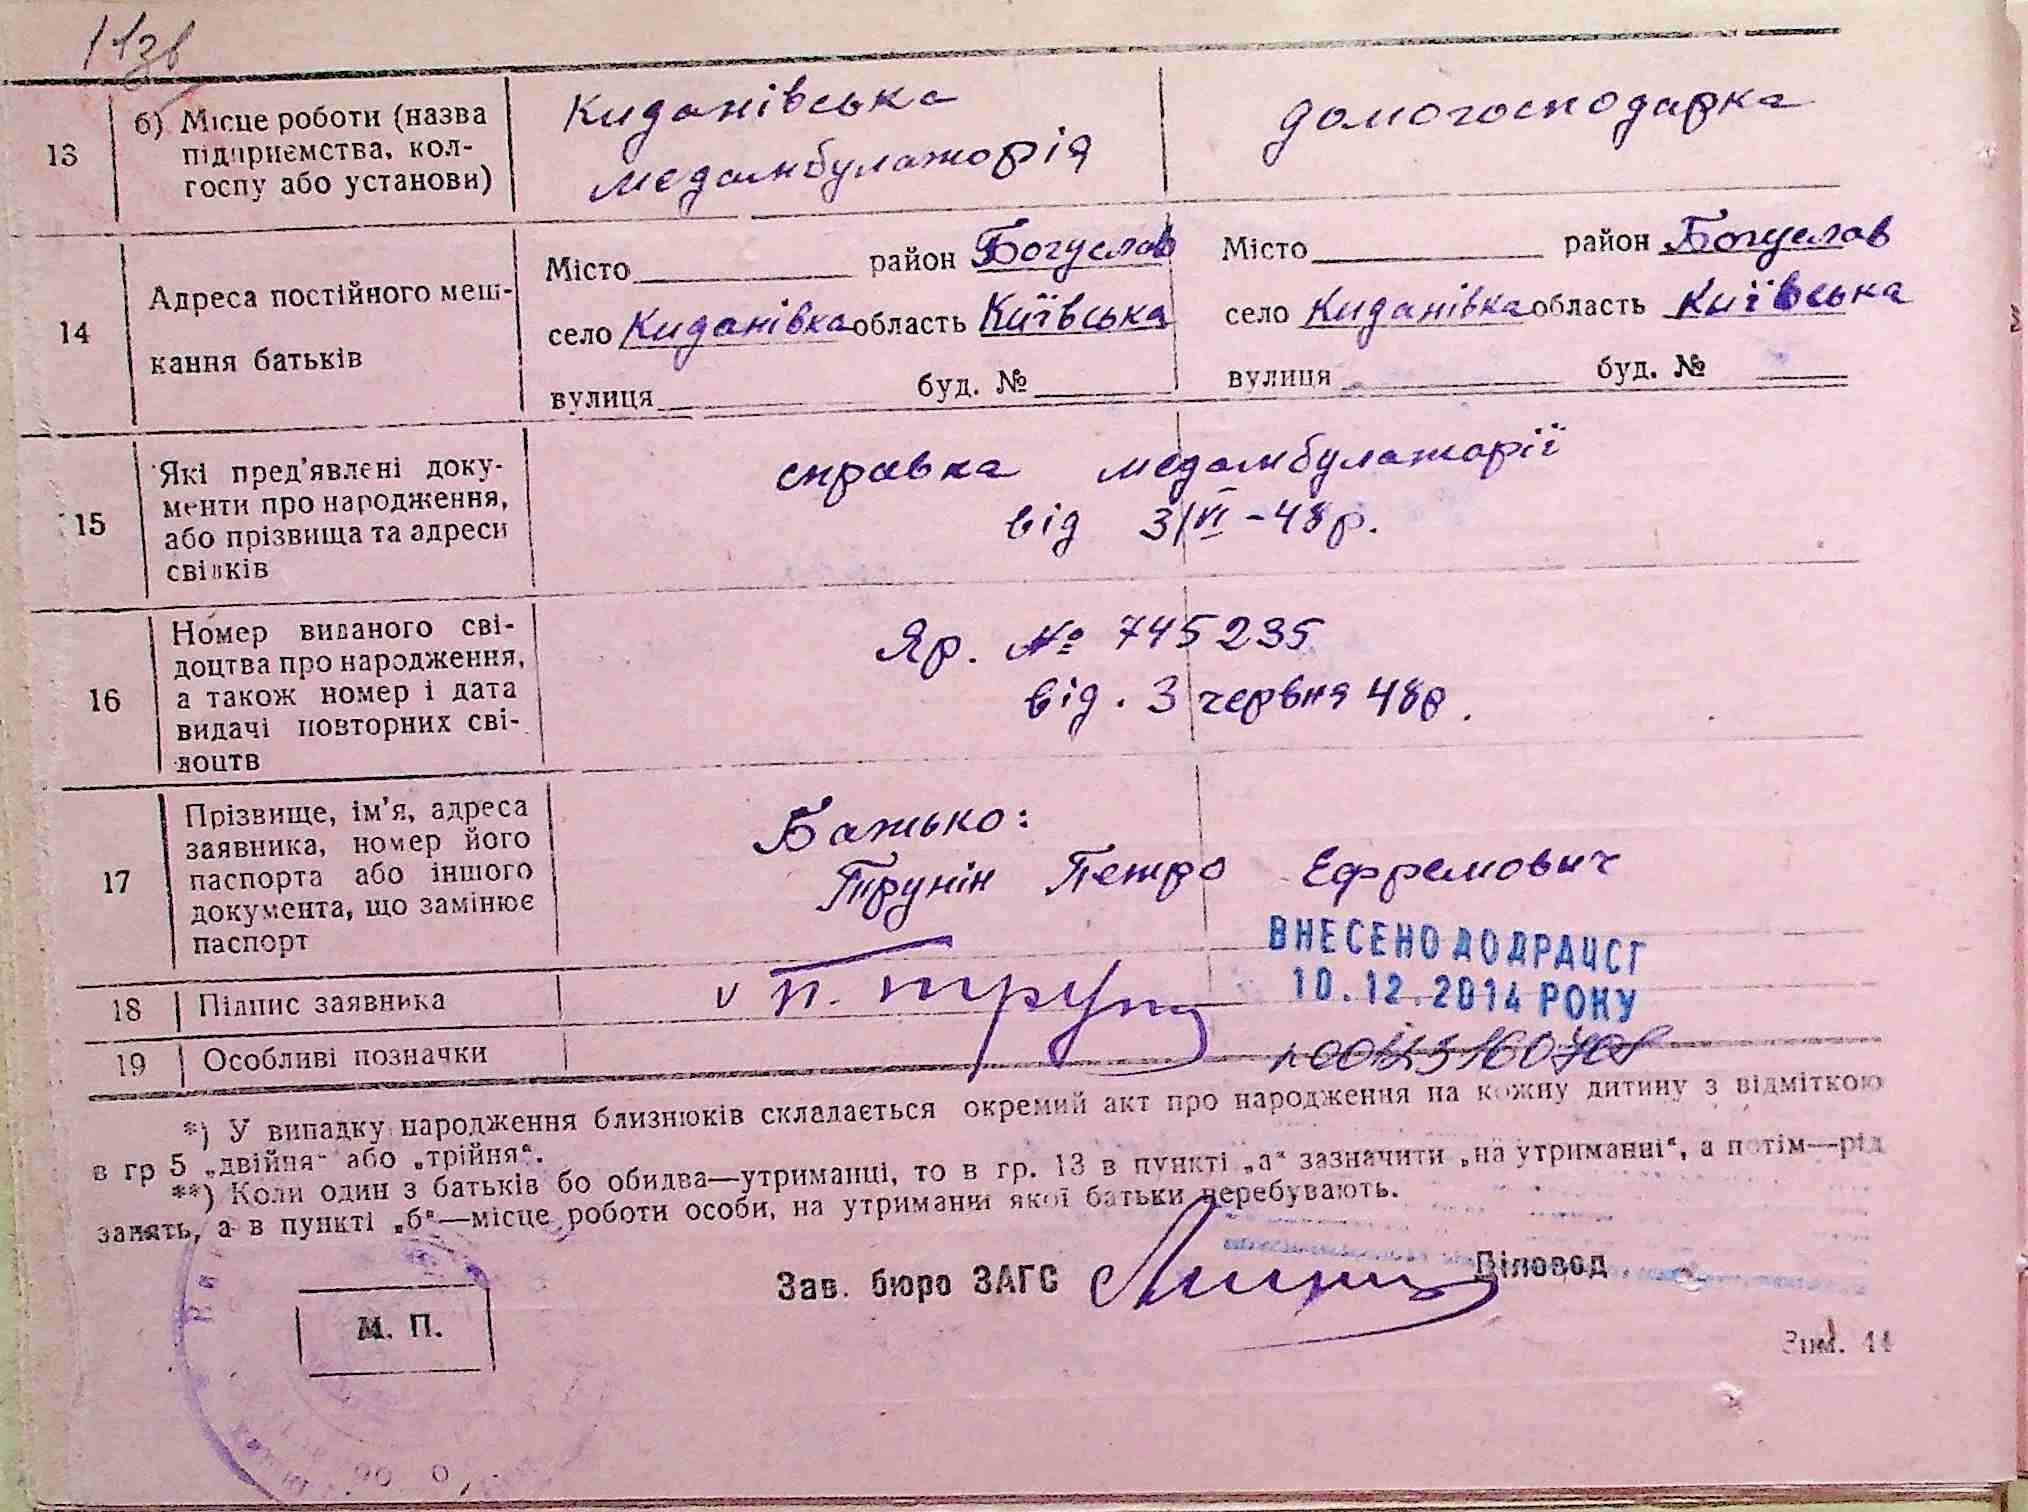 113в
13
б) Місце роботи (назва
підприємства, кол-
госпу або установи)
Киданівська
медамбулаторія
домогосподарка
14
Адреса постійного меш-
кання батьків
Місто район Богуслав
село Киданівка область Київська
вулиця буд. №
Місто район Богуслав
село Киданівка область Київська
вулиця буд. №
15
Які пред'явлені доку-
менти про народження,
або прізвища та адреси
свідків
справка медамбулаторії
від 3/VI-48р.
16
Номер виданого сві-
доцтва про народження,
а також номер і дата
видачі повторних сві-
доцтв
Яр. № 745235
від. 3 червня 48р.
17
Прізвище, ім'я, адреса
заявника, номер його
паспорта або іншого
документа, що замінює
паспорт
Батько:
Трунін Петро Ефремович
ВНЕСЕНО ДО ДРАЦСГ
10.12.2014 РОКУ
18
Підпис заявника
v П. Трун
19
Особливі позначки
*) У випадку народження близнюків складається окремий акт про народження на кожну дитину з відміткою
в гр 5 „двійня“ або „трійня“.
**) Коли один з батьків бо обидва—утриманці, то в гр. 13 в пункті „а“ зазначити „на утриманні“, а потім—рід
занять, а в пункті „б“—місце роботи особи, на утриманні якої батьки перебувають.
Зав. бюро ЗАГС
Діловод
М. П.
Зим. 44